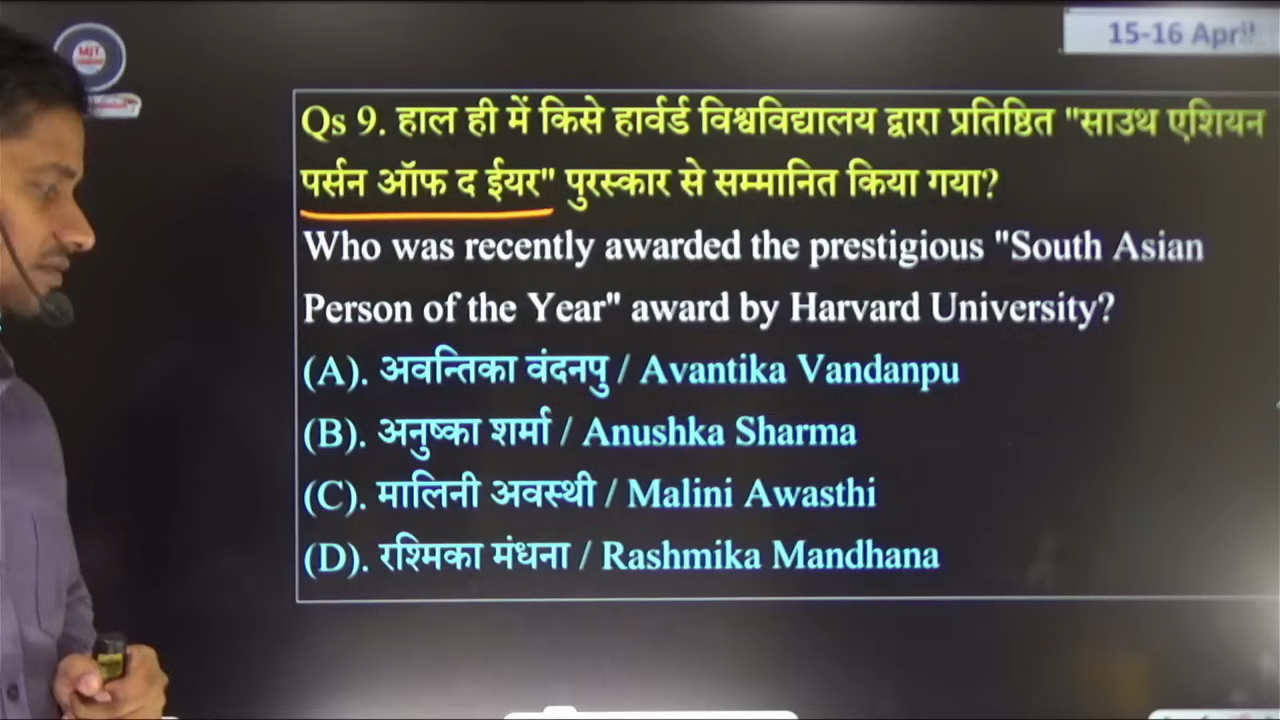 15-16 April
MJT
Qs 9. हाल ही में किसे हार्वर्ड विश्वविद्यालय द्वारा प्रतिष्ठित "साउथ एशियन
पर्सन ऑफ द ईयर" पुरस्कार से सम्मानित किया गया?
Who was recently awarded the prestigious "South Asian
Person of the Year" award by Harvard University?
(A). अवन्तिका वंदनपु / Avantika Vandanpu
(B). अनुष्का शर्मा / Anushka Sharma
(C). मालिनी अवस्थी / Malini Awasthi
(D). रश्मिका मंधना / Rashmika Mandhana